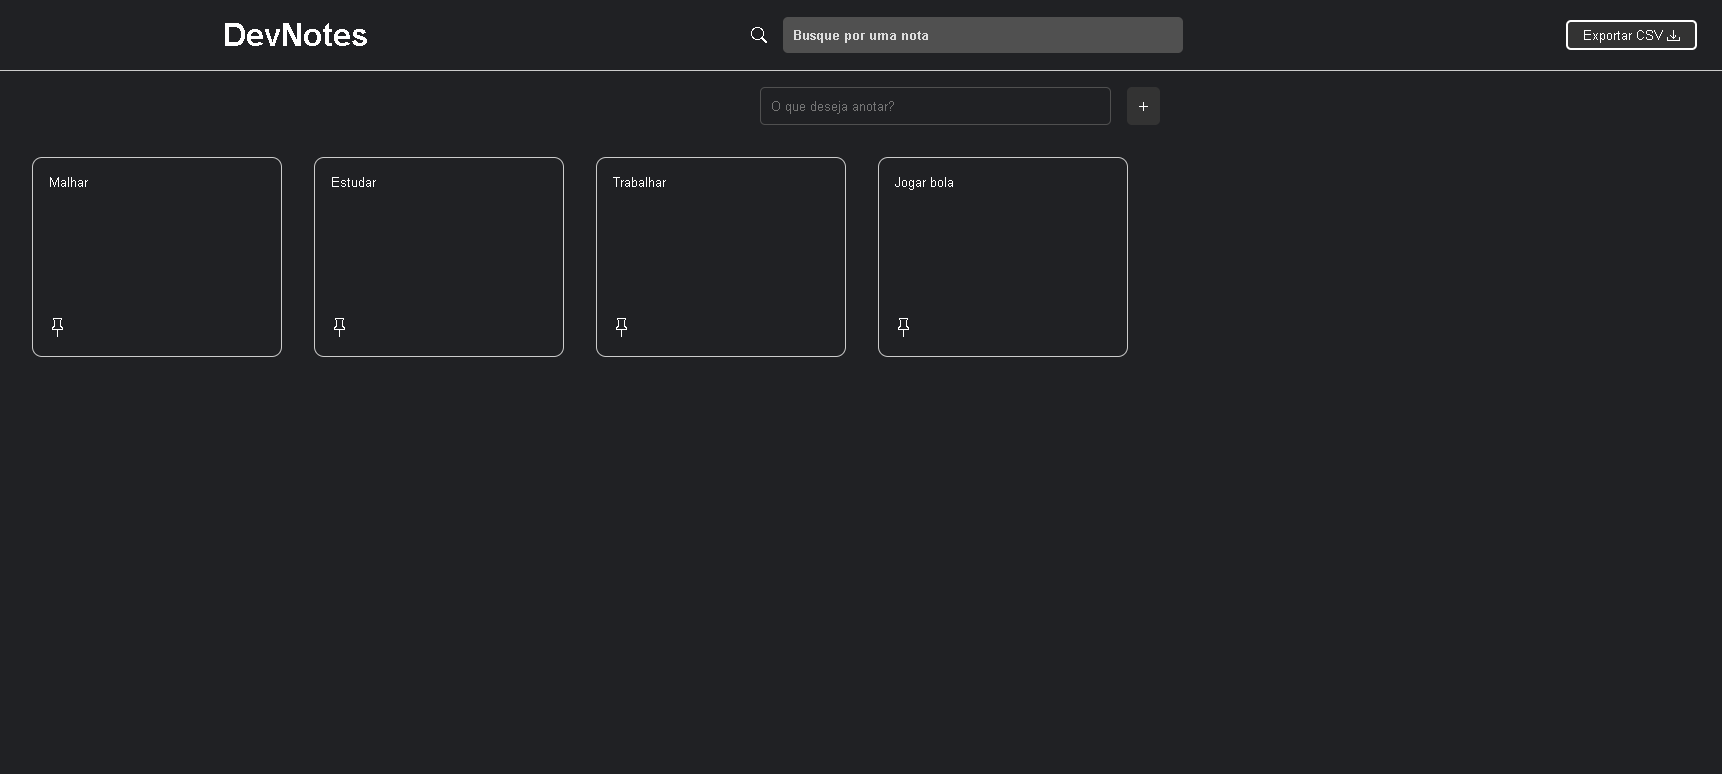 DevNotes
Busque por uma nota
Exportar CSV
O que deseja anotar?
+
Malhar
Estudar
Trabalhar
Jogar bola